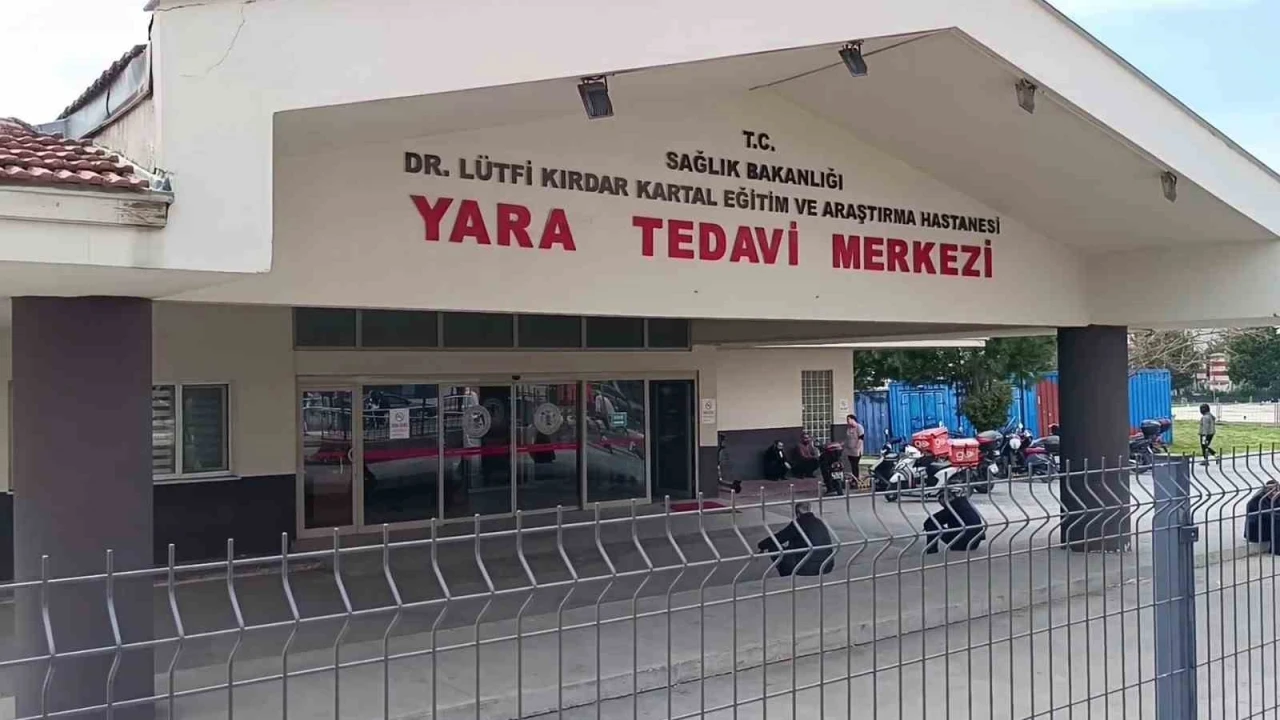 T.C.
SAĞLIK BAKANLIĞI
DR. LÜTFİ KIRDAR KARTAL EĞİTİM VE ARAŞTIRMA HASTANESİ
YARA TEDAVİ MERKEZİ